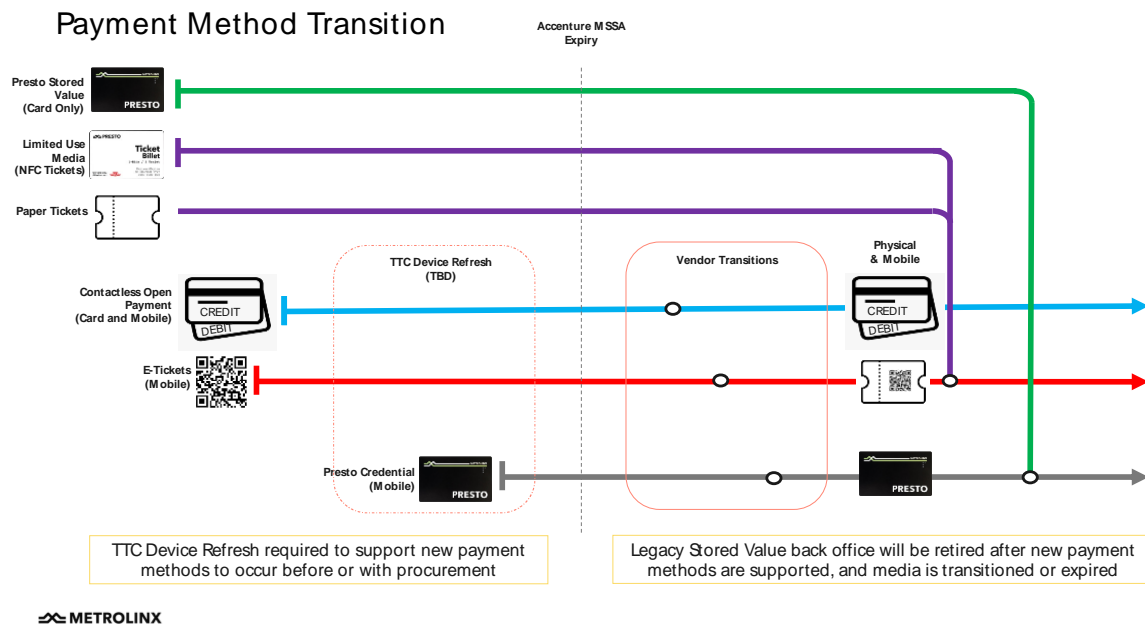 Payment Method Transition
Accenture MSSA
Expiry
Presto Stored
Value
(Card Only)
PRESTO
Limited Use
Media
(NFC Tickets)
PRESTO
Ticket
Billet
Paper Tickets
TTC Device Refresh
(TBD)
Vendor Transitions
Physical
& Mobile
Contactless Open
Payment
(Card and Mobile)
CREDIT
DEBIT
CREDIT
DEBIT
E-Tickets
(Mobile)
Presto Credential
(Mobile)
PRESTO
PRESTO
TTC Device Refresh required to support new payment
methods to occur before or with procurement
Legacy Stored Value back office will be retired after new payment
methods are supported, and media is transitioned or expired
METROLINX